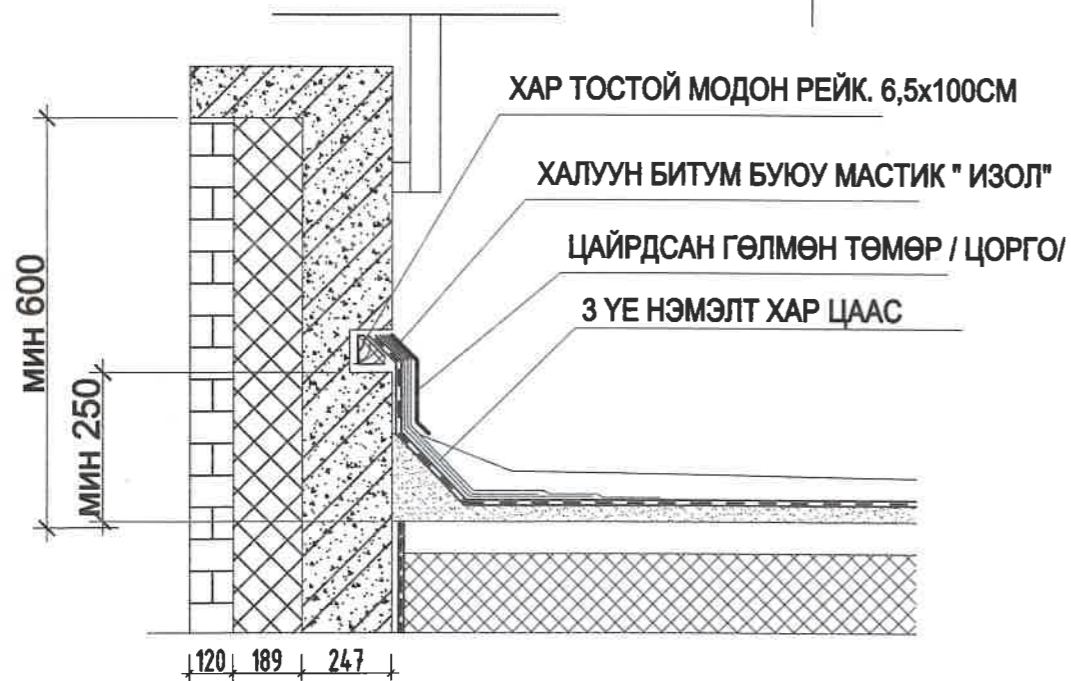 ХАР ТОСТОЙ МОДОН РЕЙК. 6,5х100СМ
ХАЛУУН БИТУМ БУЮУ МАСТИК " ИЗОЛ"
ЦАЙРДСАН ГӨЛМӨН ТӨМӨР / ЦОРГО/
3 ҮЕ НЭМЭЛТ ХАР ЦААС
мин 600
мин 250
120 189 247